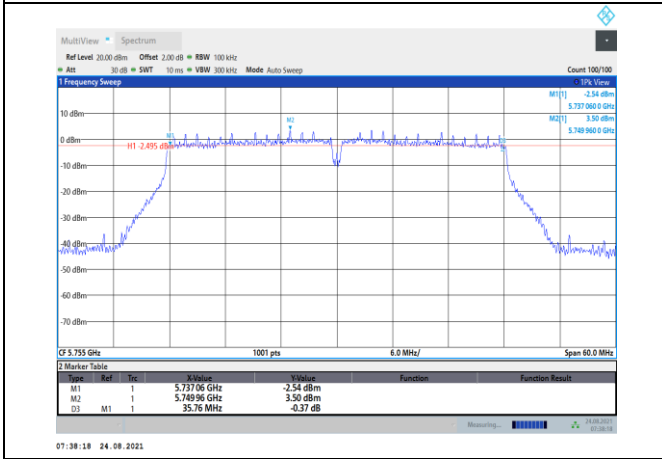 MultiView Spectrum
Ref Level 20.00 dBm Offset 2.00 dB RBW 100 kHz
Att 30 dB SWT 10 ms VBW 300 kHz Mode Auto Sweep Count 100/100
1 Frequency Sweep 1Pk View
M1[1] -2.54 dBm
5.737 060 0 GHz
M2[1] 3.50 dBm
5.749 960 0 GHz
10 dBm
M2
0 dBm
M1
H1 -2.495 dBm
-10 dBm
-20 dBm
-30 dBm
-40 dBm
-50 dBm
-60 dBm
-70 dBm
CF 5.755 GHz 1001 pts 6.0 MHz/ Span 60.0 MHz
2 Marker Table
Type Ref Trc X-Value Y-Value Function Function Result
M1 1 5.737 06 GHz -2.54 dBm
M2 1 5.749 96 GHz 3.50 dBm
D3 M1 1 35.76 MHz -0.37 dB
Measuring... 24.08.2021
07:38:18
07:38:18 24.08.2021